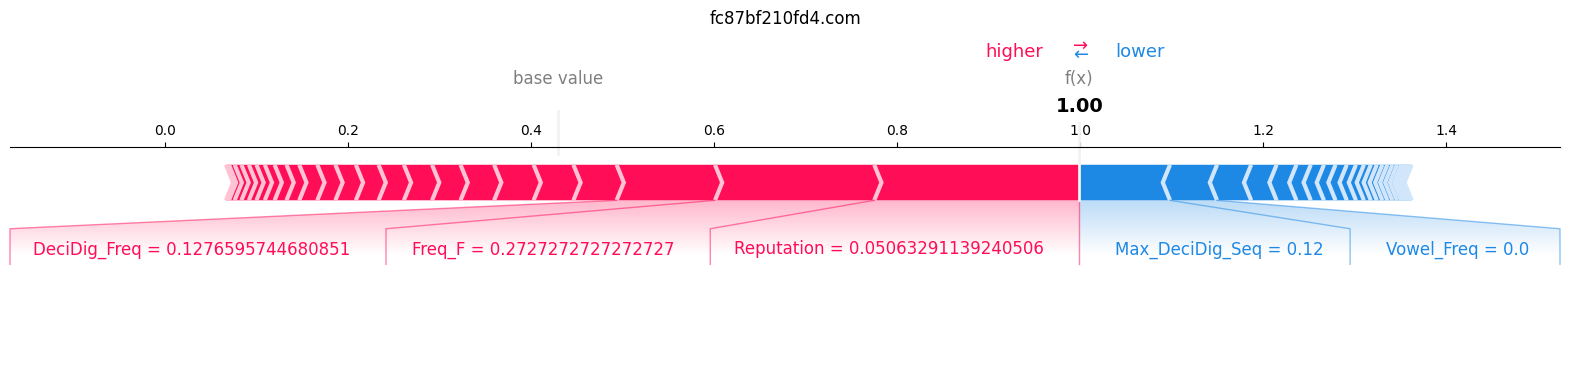 fc87bf210fd4.com
higher ⇄ lower
base value f(x)
1.00
0.0 0.2 0.4 0.6 0.8 1.0 1.2 1.4
DeciDig_Freq = 0.1276595744680851 Freq_F = 0.2727272727272727 Reputation = 0.05063291139240506 Max_DeciDig_Seq = 0.12 Vowel_Freq = 0.0